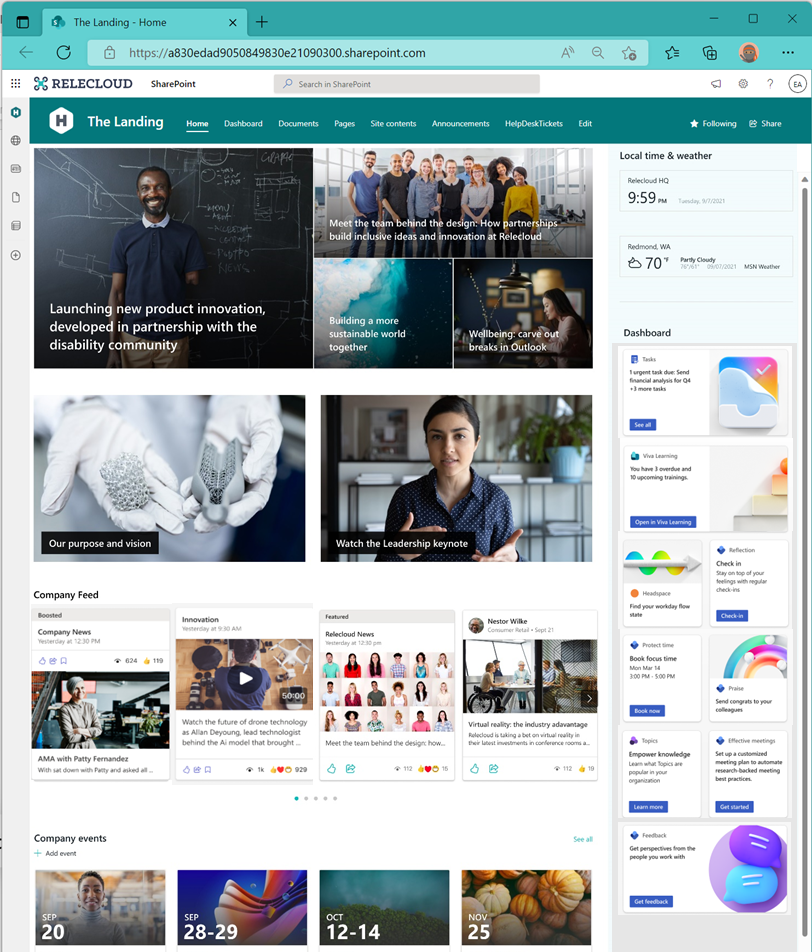 The Landing - Home
https://a830edad9050849830e21090300.sharepoint.com
RELECLOUD
SharePoint
Search in SharePoint
EA
H
The Landing
Home
Dashboard
Documents
Pages
Site contents
Announcements
HelpDeskTickets
Edit
Following
Share
Launching new product innovation,
developed in partnership with the
disability community
Meet the team behind the design: How partnerships
build inclusive ideas and innovation at Relecloud
Building a more
sustainable world
together
Wellbeing: carve out
breaks in Outlook
Our purpose and vision
Watch the Leadership keynote
Company Feed
Boosted
Company News
Yesterday at 12:30 PM
624
119
AMA with Patty Fernandez
With sat down with Patty and asked all ...
Innovation
Yesterday at 9:30 AM
50:00
Watch the future of drone technology
as Allan Deyoung, lead technologist
behind the Ai model that brought ...
1k
929
Featured
Relecloud News
Yesterday at 12:30 pm
Meet the team behind the design: how...
112
15
Nestor Wilke
Consumer Retail • Sept 21
Virtual reality: the industry adavantage
Relecloud is taking a bet on virtual reality in
their latest investments in conference rooms a...
112
19
Company events
See all
Add event
SEP
20
SEP
28-29
OCT
12-14
NOV
25
Local time & weather
Relecloud HQ
9:59 PM
Tuesday, 9/7/2021
Redmond, WA
70 °F
Partly Cloudy
76°/61° 09/07/2021
MSN Weather
Dashboard
Tasks
1 urgent task due: Send
financial analysis for Q4
+3 more tasks
See all
Viva Learning
You have 3 overdue and
10 upcoming trainings.
Open in Viva Learning
Headspace
Find your workday flow
state
Reflection
Check in
Stay on top of your
feelings with regular
check-ins
Check-in
Protect time
Book focus time
Mon Mar 14
3:00 PM - 5:00 PM
Book now
Praise
Send congrats to your
colleagues
Topics
Empower knowledge
Learn what Topics are
popular in your
organization
Learn more
Effective meetings
Set up a customized
meeting plan to automate
research-backed meeting
best practices.
Get started
Feedback
Get perspectives from the
people you work with
Get feedback